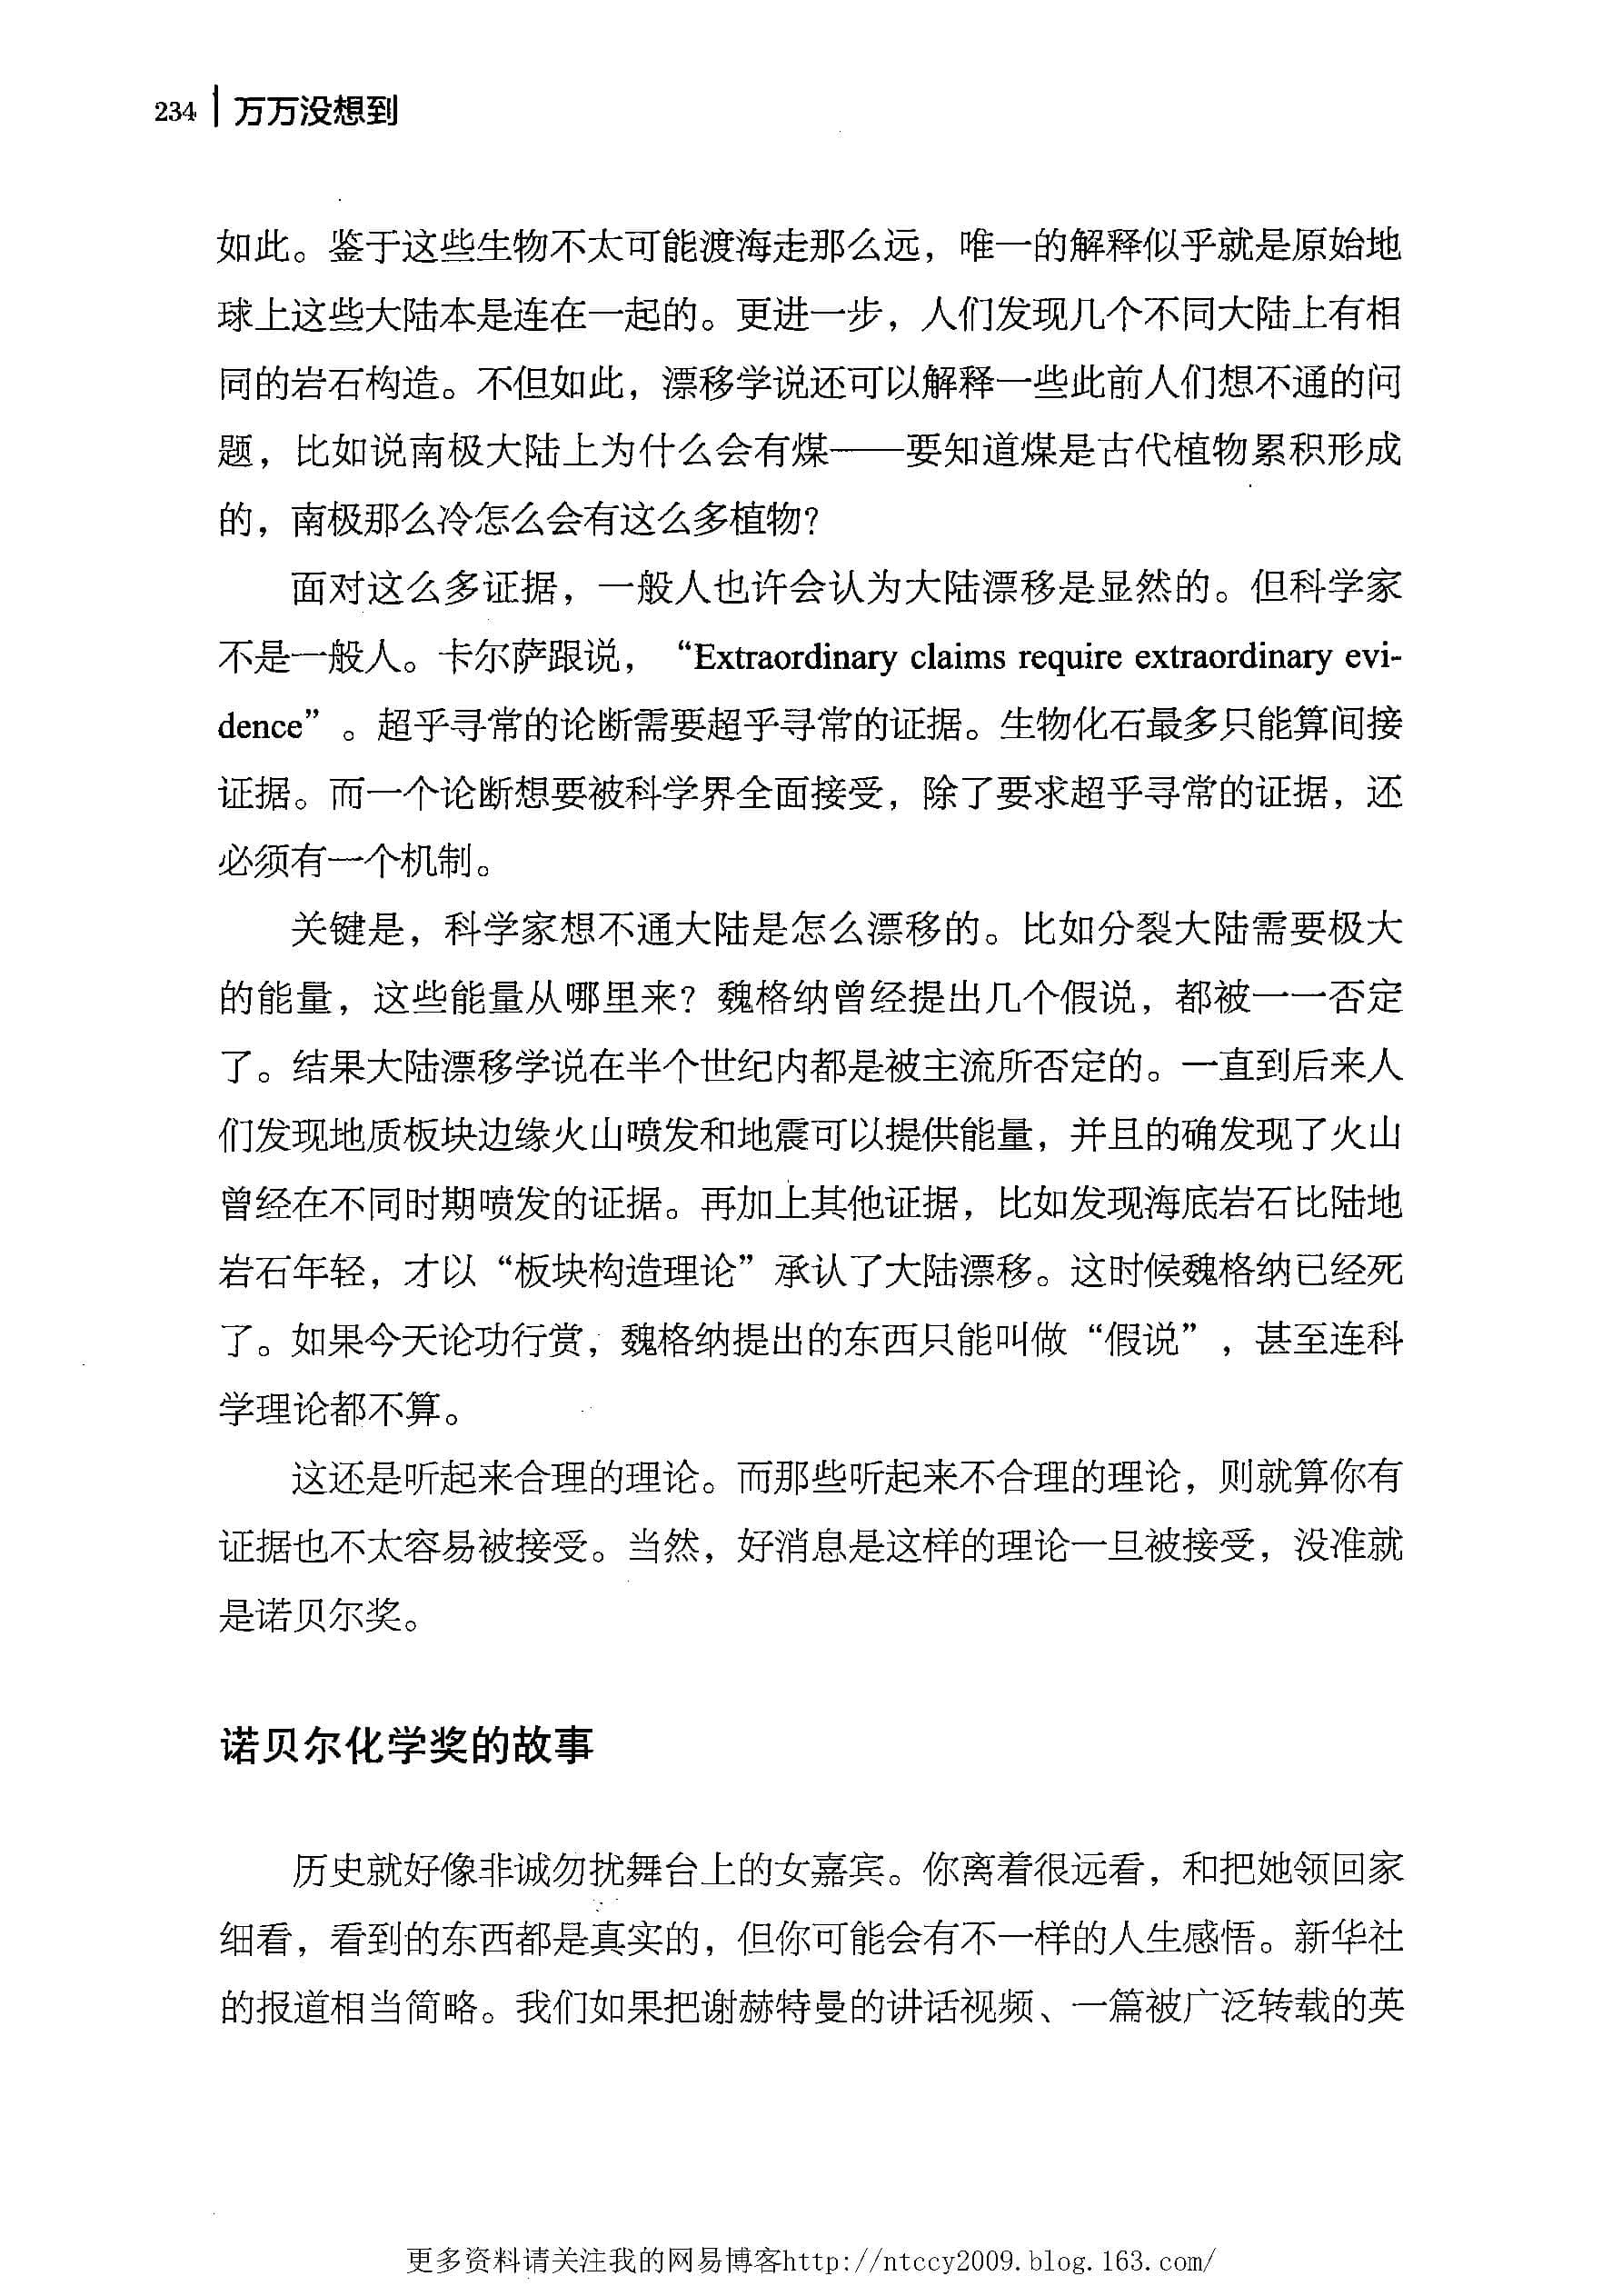 234 万万没想到
如此。鉴于这些生物不太可能渡海走那么远，唯一的解释似乎就是原始地
球上这些大陆本是连在一起的。更进一步，人们发现几个不同大陆上有相
同的岩石构造。不但如此，漂移学说还可以解释一些此前人们想不通的问
题，比如说南极大陆上为什么会有煤——要知道煤是古代植物累积形成
的，南极那么冷怎么会有这么多植物？
面对这么多证据，一般人也许会认为大陆漂移是显然的。但科学家
不是一般人。卡尔萨跟说，“Extraordinary claims require extraordinary evi-
dence”。超乎寻常的论断需要超乎寻常的证据。生物化石最多只能算间接
证据。而一个论断想要被科学界全面接受，除了要求超乎寻常的证据，还
必须有一个机制。
关键是，科学家想不通大陆是怎么漂移的。比如分裂大陆需要极大
的能量，这些能量从哪里来？魏格纳曾经提出几个假说，都被一一否定
了。结果大陆漂移学说在半个世纪内都是被主流所否定的。一直到后来人
们发现地质板块边缘火山喷发和地震可以提供能量，并且的确发现了火山
曾经在不同时期喷发的证据。再加上其他证据，比如发现海底岩石比陆地
岩石年轻，才以“板块构造理论”承认了大陆漂移。这时候魏格纳已经死
了。如果今天论功行赏，魏格纳提出的东西只能叫做“假说”，甚至连科
学理论都不算。
这还是听起来合理的理论。而那些听起来不合理的理论，则就算你有
证据也不太容易被接受。当然，好消息是这样的理论一旦被接受，没准就
是诺贝尔奖。
诺贝尔化学奖的故事
历史就好像非诚勿扰舞台上的女嘉宾。你离着很远看，和把她领回家
细看，看到的东西都是真实的，但你可能会有不一样的人生感悟。新华社
的报道相当简略。我们如果把谢赫特曼的讲话视频、一篇被广泛转载的英
更多资料请关注我的网易博客http://ntccy2009.blog.163.com/